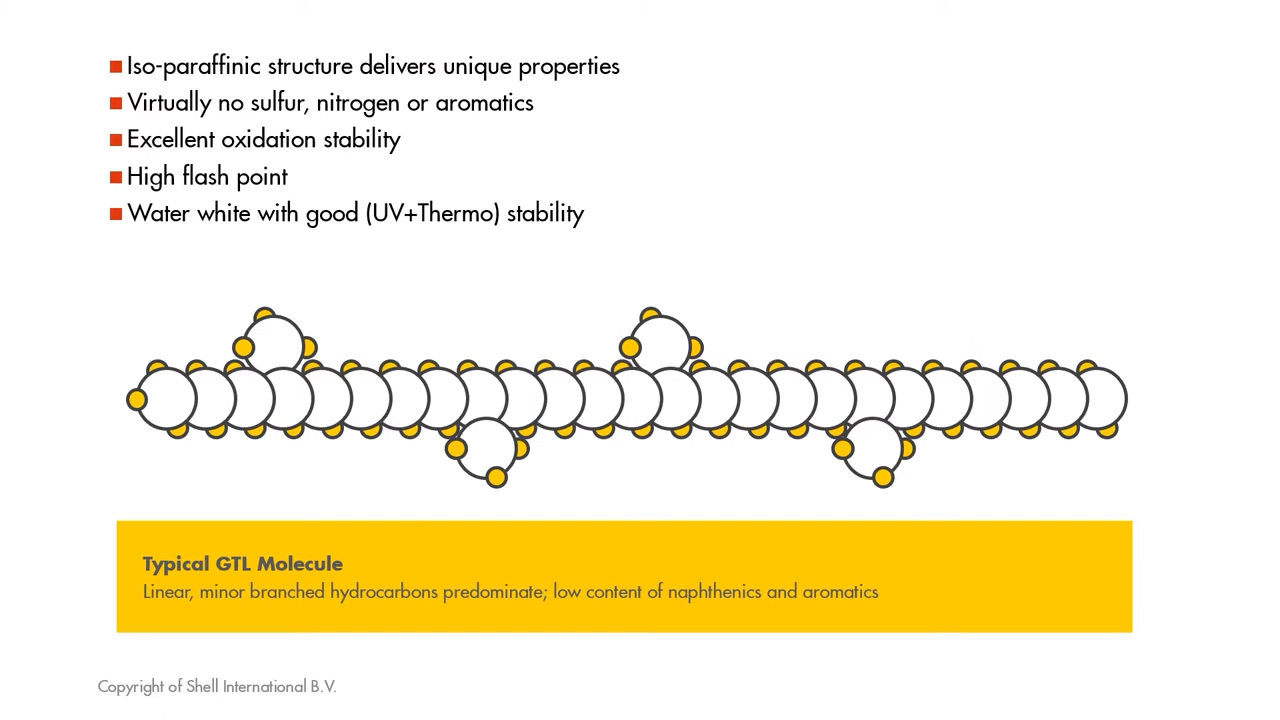 Iso-paraffinic structure delivers unique properties
Virtually no sulfur, nitrogen or aromatics
Excellent oxidation stability
High flash point
Water white with good (UV+Thermo) stability
Typical GTL Molecule
Linear, minor branched hydrocarbons predominate; low content of naphthenics and aromatics
Copyright of Shell International B.V.